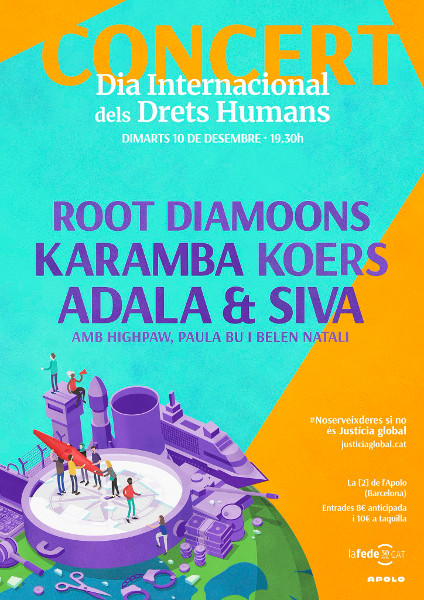 CONCERT
Dia Internacional
dels Drets Humans
DIMARTS 10 DE DESEMBRE - 19.30h
ROOT DIAMOONS
KARAMBA KOERS
ADALA & SIVA
AMB HIGHPAW, PAULA BU I BELEN NATALI
#Noserveixderes si no
és Justícia global
justiciaglobal.cat
La [2] de l'Apolo
(Barcelona)
Entrades 8€ anticipada
i 10€ a taquilla
lafede30CAT
APOLO